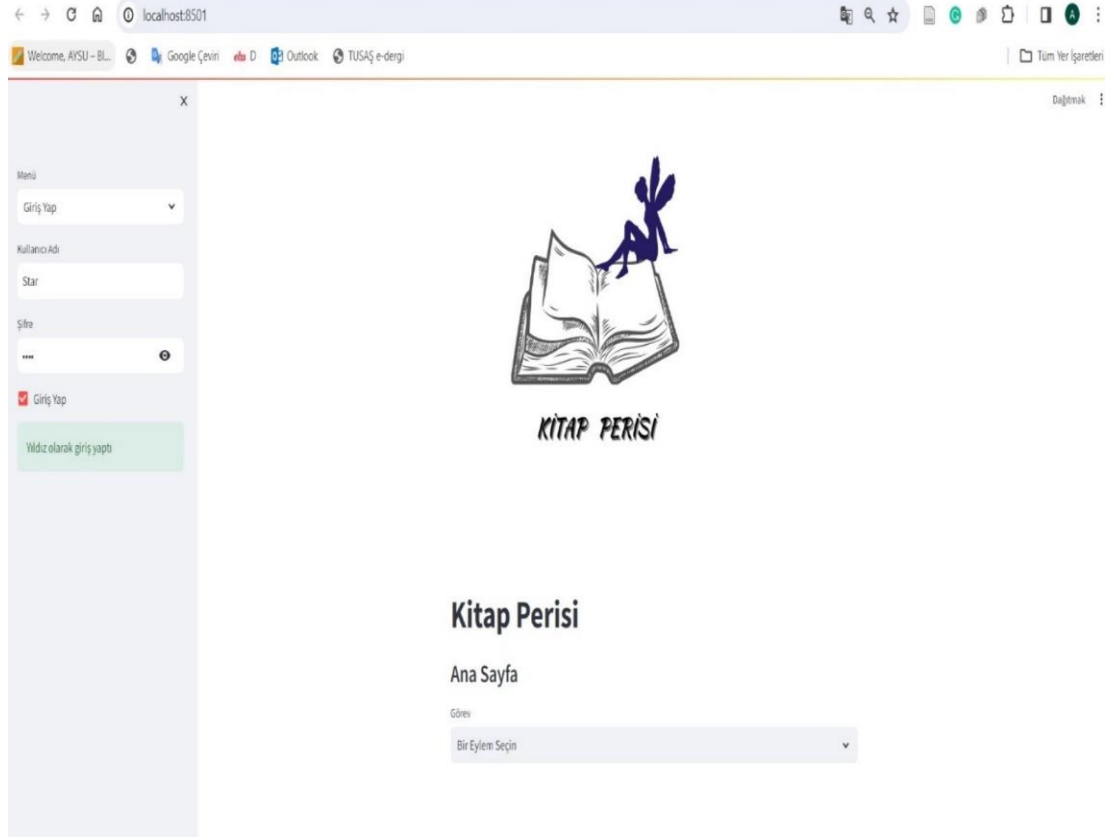 localhost:8501
Welcome, AYSU – Bl...
Google Çeviri
D
Outlook
TUSAŞ e-dergi
Tüm Yer İşaretleri
X
Dağıtmak
Menü
Giriş Yap
Kullanıcı Adı
Star
Şifre
Giriş Yap
Yıldız olarak giriş yaptı
KİTAP PERİSİ
Kitap Perisi
Ana Sayfa
Görev
Bir Eylem Seçin